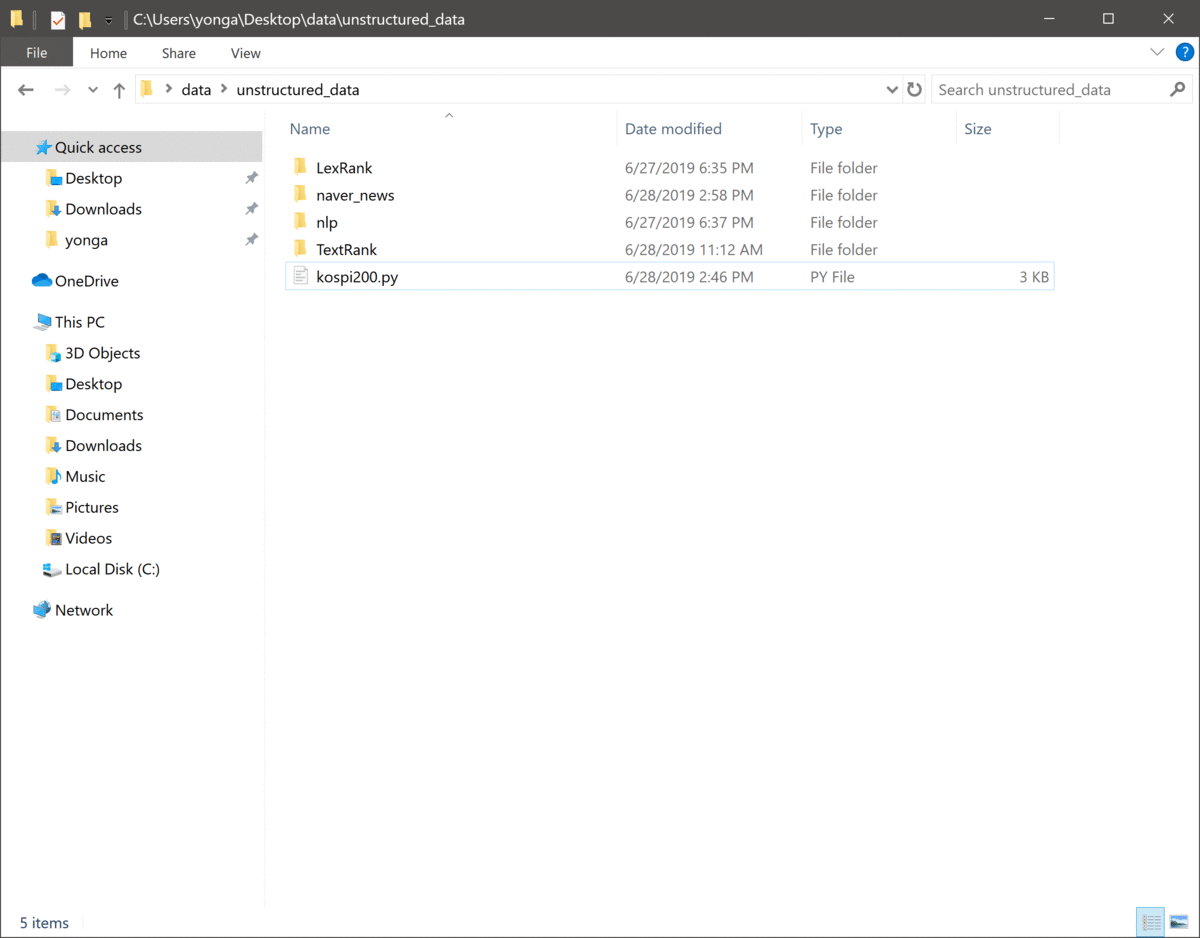 C:\Users\yonga\Desktop\data\unstructured_data
File Home Share View
data unstructured_data Search unstructured_data
Name Date modified Type Size
Quick access
Desktop
Downloads
yonga
OneDrive
This PC
3D Objects
Desktop
Documents
Downloads
Music
Pictures
Videos
Local Disk (C:)
Network
LexRank 6/27/2019 6:35 PM File folder
naver_news 6/28/2019 2:58 PM File folder
nlp 6/27/2019 6:37 PM File folder
TextRank 6/28/2019 11:12 AM File folder
kospi200.py 6/28/2019 2:46 PM PY File 3 KB
5 items